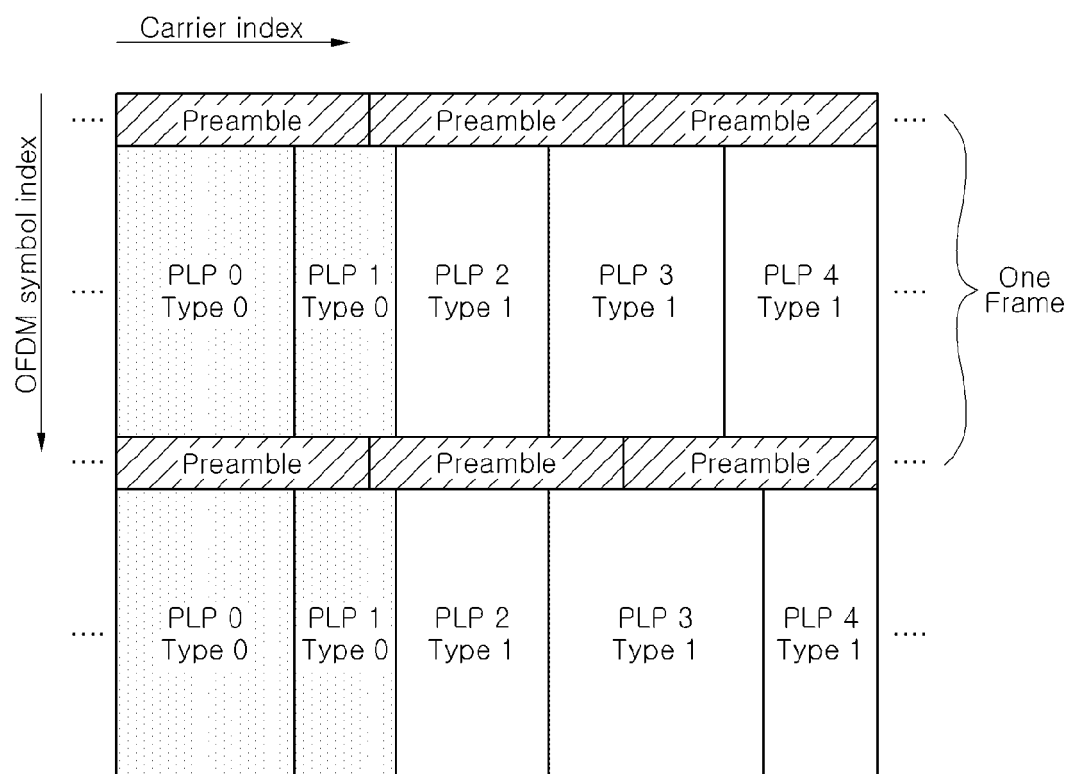 Carrier index
OFDM symbol index
.... Preamble Preamble Preamble ....
.... PLP 0 PLP 1 PLP 2 PLP 3 PLP 4 ....
Type 0 Type 0 Type 1 Type 1 Type 1
One
Frame
.... Preamble Preamble Preamble ....
.... PLP 0 PLP 1 PLP 2 PLP 3 PLP 4 ....
Type 0 Type 0 Type 1 Type 1 Type 1